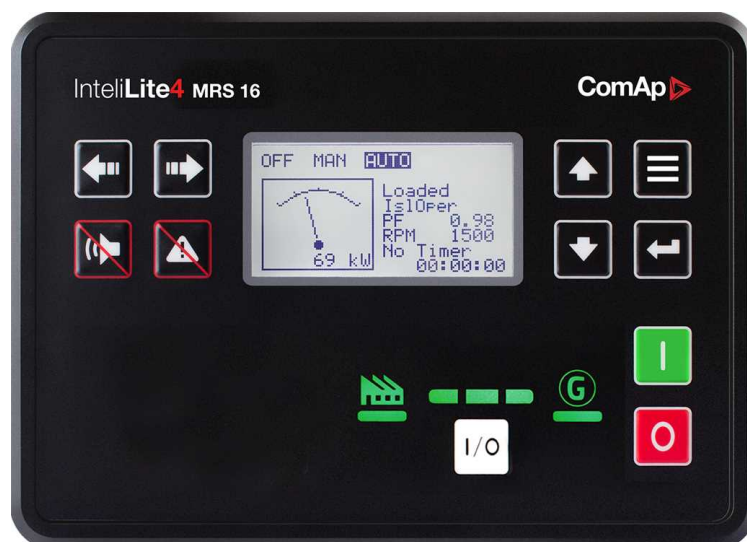 InteliLite4 MRS 16
ComAp
OFF MAN AUTO
Loaded
IslOper
PF 0.98
RPM 1500
No Timer
00:00:00
69 kW
G
I
I/O
O